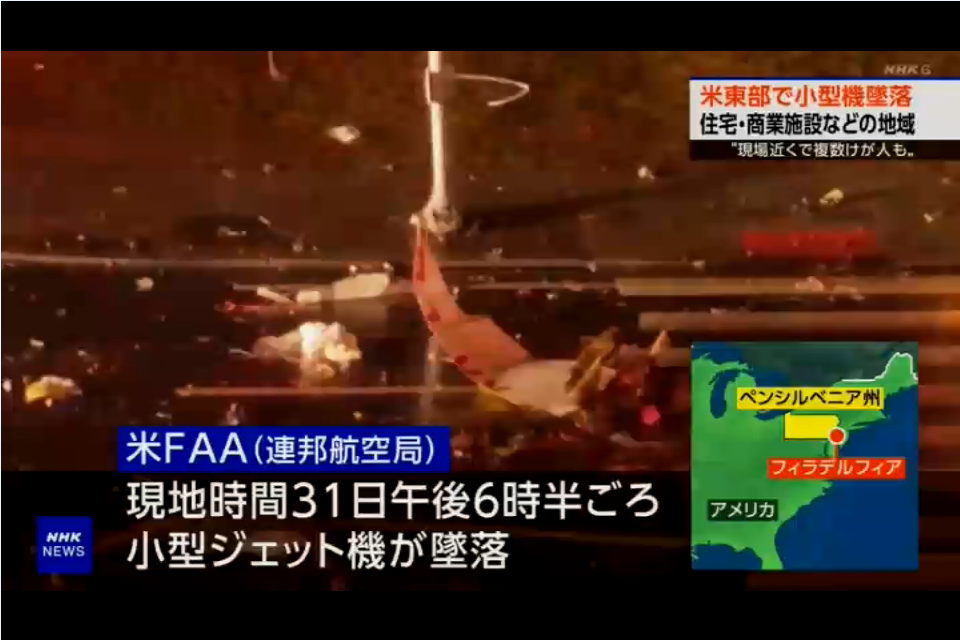 NHK G
米東部で小型機墜落
住宅・商業施設などの地域
“現場近くで複数けが人も„
米FAA(連邦航空局)
現地時間31日午後6時半ごろ
小型ジェット機が墜落
NHK
NEWS
ペンシルベニア州
フィラデルフィア
アメリカ